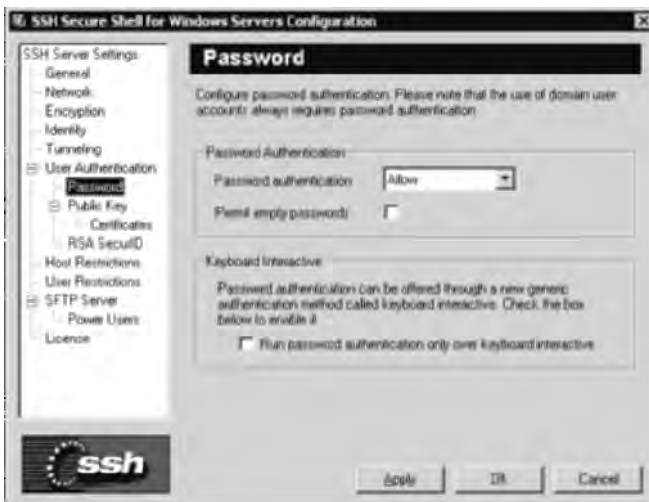 SSH Secure Shell for Windows Servers Configuration
SSH Server Settings
General
Network
Encryption
Identity
Tunneling
User Authentication
Password
Public Key
Certificates
RSA SecurID
Host Restrictions
User Restrictions
SFTP Server
Power Users
License
ssh
Password
Configure password authentication. Please note that the use of domain user
accounts always requires password authentication.
Password Authentication
Password authentication
Allow
Permit empty passwords
Keyboard Interactive
Password authentication can be offered through a new generic
authentication method called keyboard interactive. Check the box
below to enable it
Run password authentication only over keyboard interactive
Apply
OK
Cancel